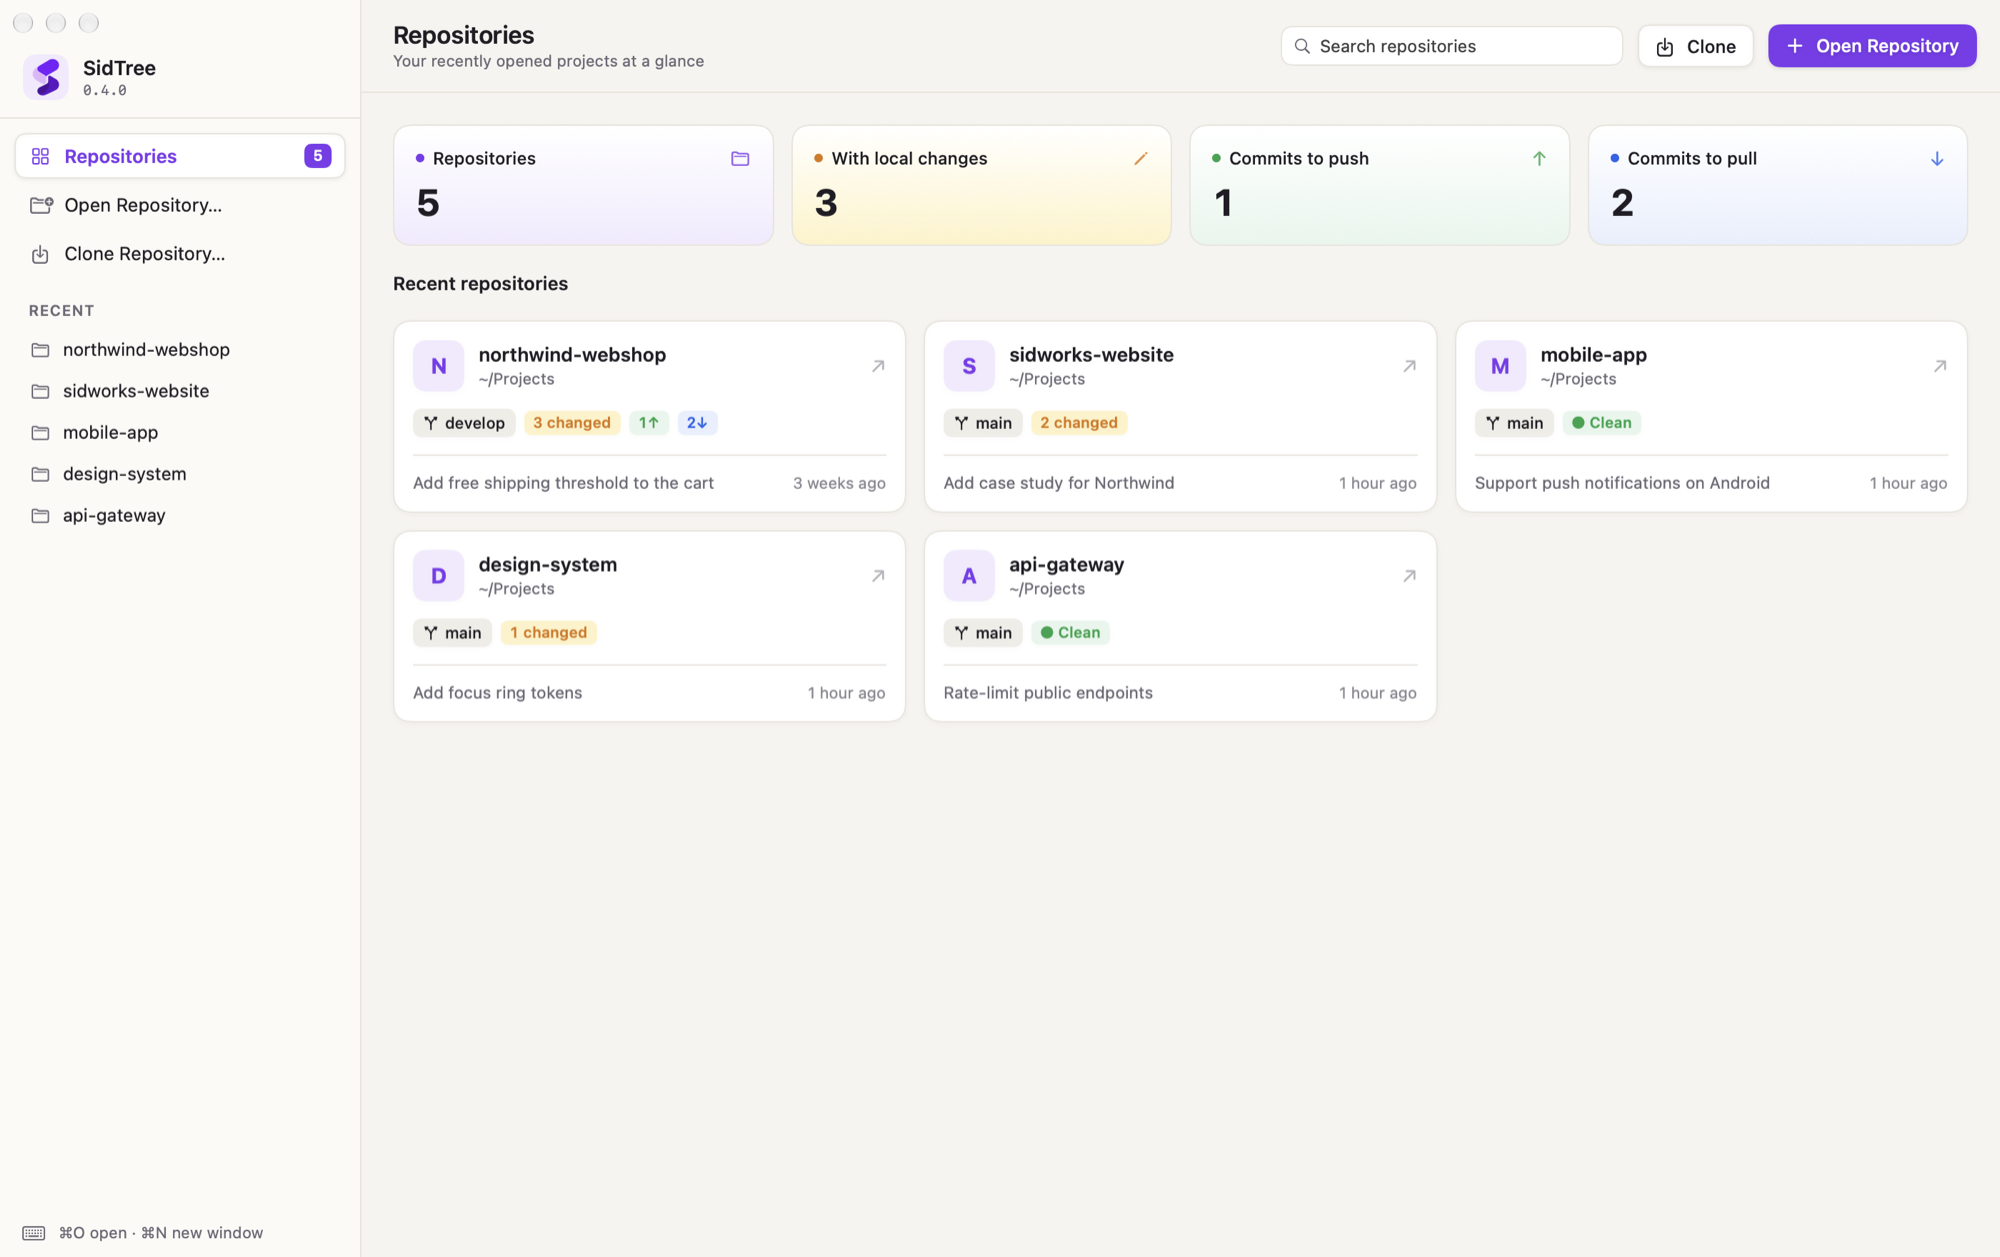 SidTree
0.4.0
Repositories 5
Open Repository...
Clone Repository...
RECENT
northwind-webshop
sidworks-website
mobile-app
design-system
api-gateway
⌘O open · ⌘N new window
Repositories
Your recently opened projects at a glance
Search repositories
Clone
+ Open Repository
Repositories
5
With local changes
3
Commits to push
1
Commits to pull
2
Recent repositories
N
northwind-webshop
~/Projects
develop 3 changed 1↑ 2↓
Add free shipping threshold to the cart 3 weeks ago
S
sidworks-website
~/Projects
main 2 changed
Add case study for Northwind 1 hour ago
M
mobile-app
~/Projects
main Clean
Support push notifications on Android 1 hour ago
D
design-system
~/Projects
main 1 changed
Add focus ring tokens 1 hour ago
A
api-gateway
~/Projects
main Clean
Rate-limit public endpoints 1 hour ago